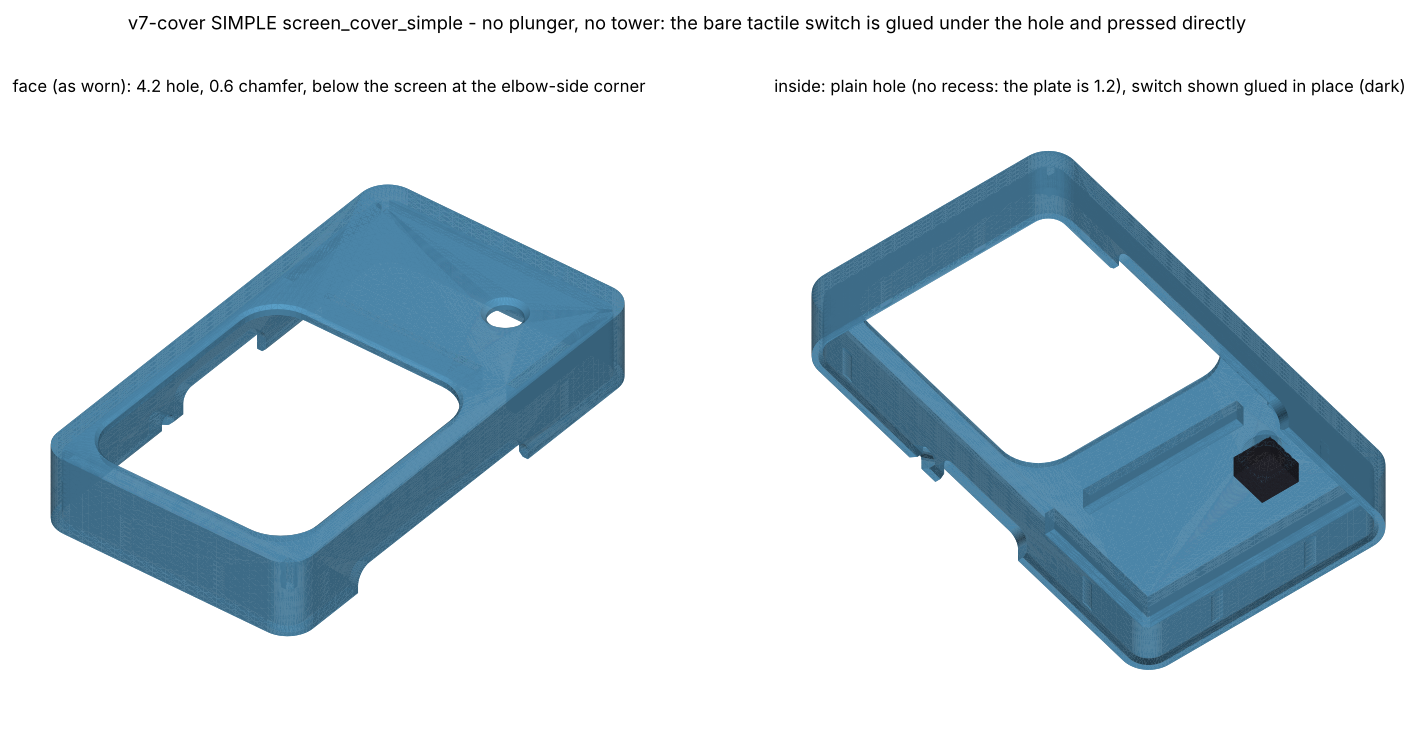 v7-cover SIMPLE screen_cover_simple - no plunger, no tower: the bare tactile switch is glued under the hole and pressed directly
face (as worn): 4.2 hole, 0.6 chamfer, below the screen at the elbow-side corner
inside: plain hole (no recess: the plate is 1.2), switch shown glued in place (dark)